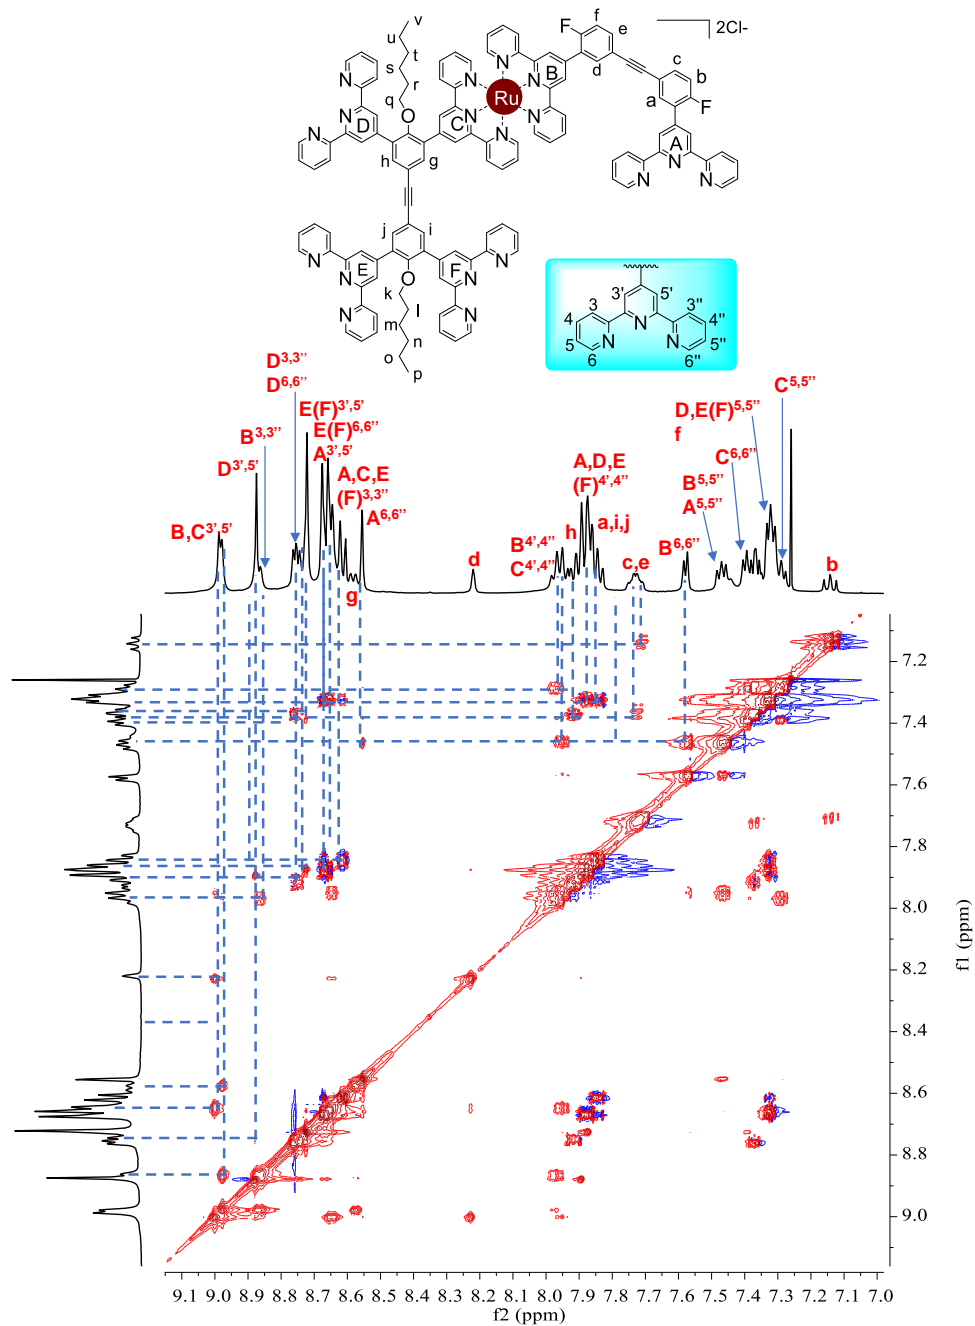 v
u
t
s
r
q
O
F
f
e
d
c
b
a
F
2Cl-
N
N
N
D
N
N
N
C
Ru
N
N
N
B
A
N
N
N
h
g
j
i
N
N
N
E
N
N
N
F
O
k
l
m
n
o
p
3' 5'
3 3''
4 4''
5 5''
6 6''
N N N
D3,3''
D6,6''
B3,3''
D3',5'
B,C3',5'
E(F)3',5'
E(F)6,6''
A3',5'
A,C,E
(F)3,3''
A6,6''
g
d
B4',4''
C4',4''
h
A,D,E
(F)4',4''
a,i,j
c,e
B6,6''
B5,5''
A5,5''
C6,6''
D,E(F)5,5''
f
C5,5''
b
7.2
7.4
7.6
7.8
8.0
8.2
8.4
8.6
8.8
9.0
f1 (ppm)
9.1 9.0 8.9 8.8 8.7 8.6 8.5 8.4 8.3 8.2 8.1 8.0 7.9 7.8 7.7 7.6 7.5 7.4 7.3 7.2 7.1 7.0
f2 (ppm)